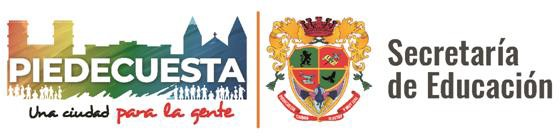 PIEDECUESTA
Una ciudad para la gente
Secretaría
de Educación